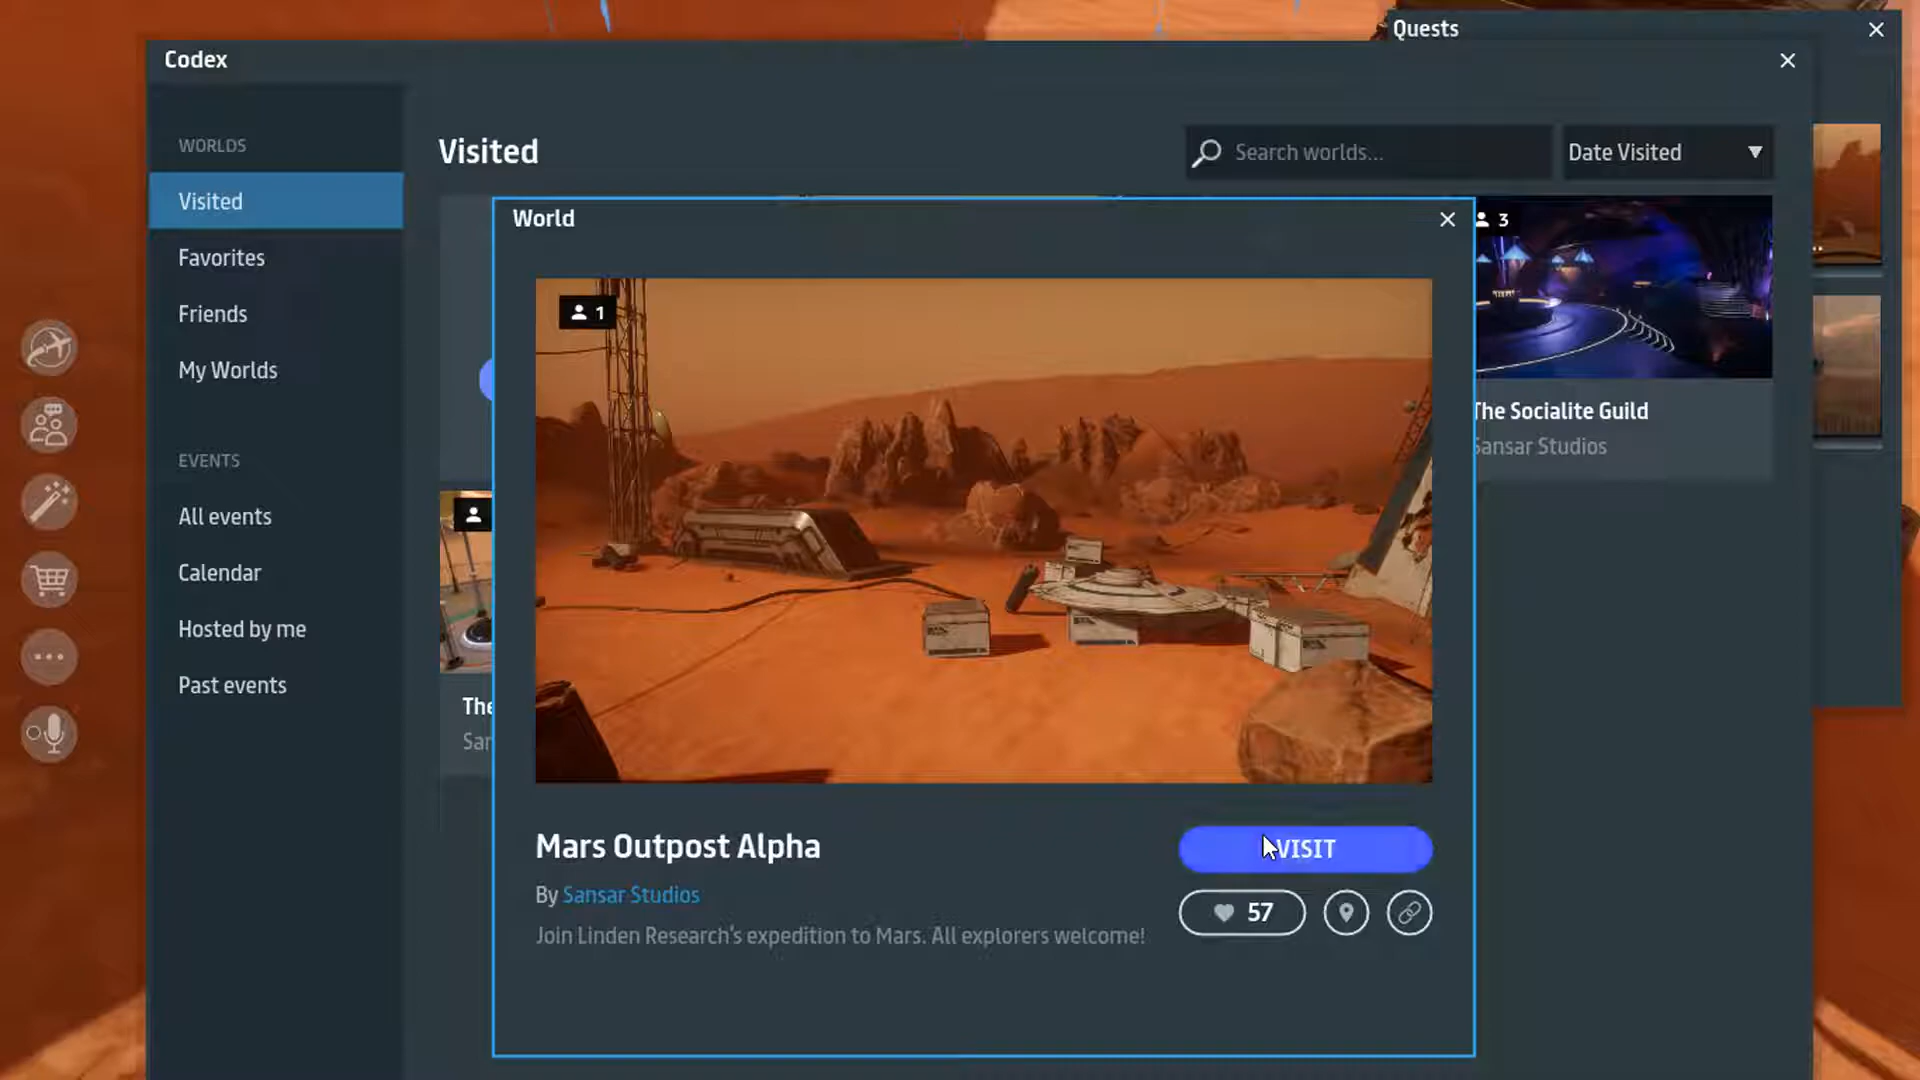 Quests
Codex
WORLDS
Visited
Favorites
Friends
My Worlds
EVENTS
All events
Calendar
Hosted by me
Past events
Visited
Search worlds...
Date Visited
World
1
3
The Socialite Guild
Sansar Studios
The
Sar
Mars Outpost Alpha
By Sansar Studios
Join Linden Research's expedition to Mars. All explorers welcome!
VISIT
57